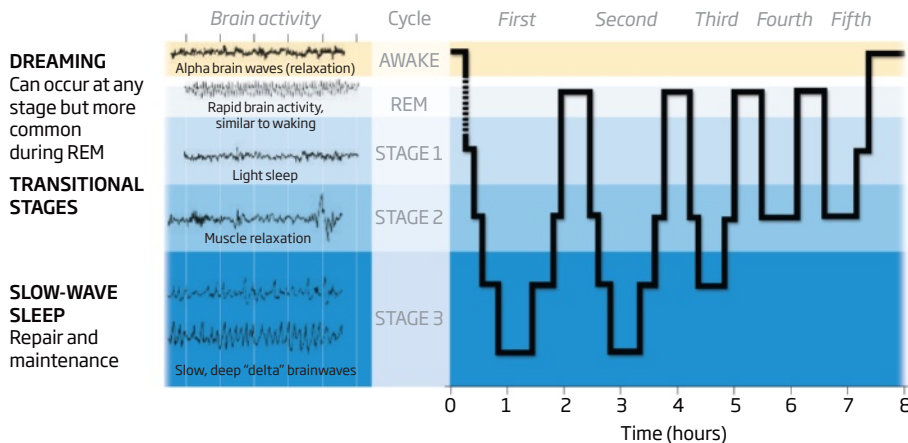 Brain activity
Cycle
First
Second
Third
Fourth
Fifth
DREAMING
Can occur at any
stage but more
common
during REM
TRANSITIONAL
STAGES
SLOW-WAVE
SLEEP
Repair and
maintenance
Alpha brain waves (relaxation)
Rapid brain activity,
similar to waking
Light sleep
Muscle relaxation
Slow, deep "delta" brainwaves
AWAKE
REM
STAGE 1
STAGE 2
STAGE 3
0 1 2 3 4 5 6 7 8
Time (hours)